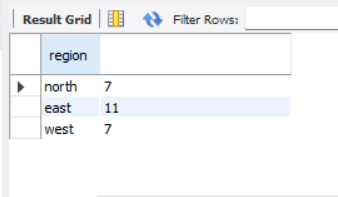 Result Grid Filter Rows:
region
north 7
east 11
west 7